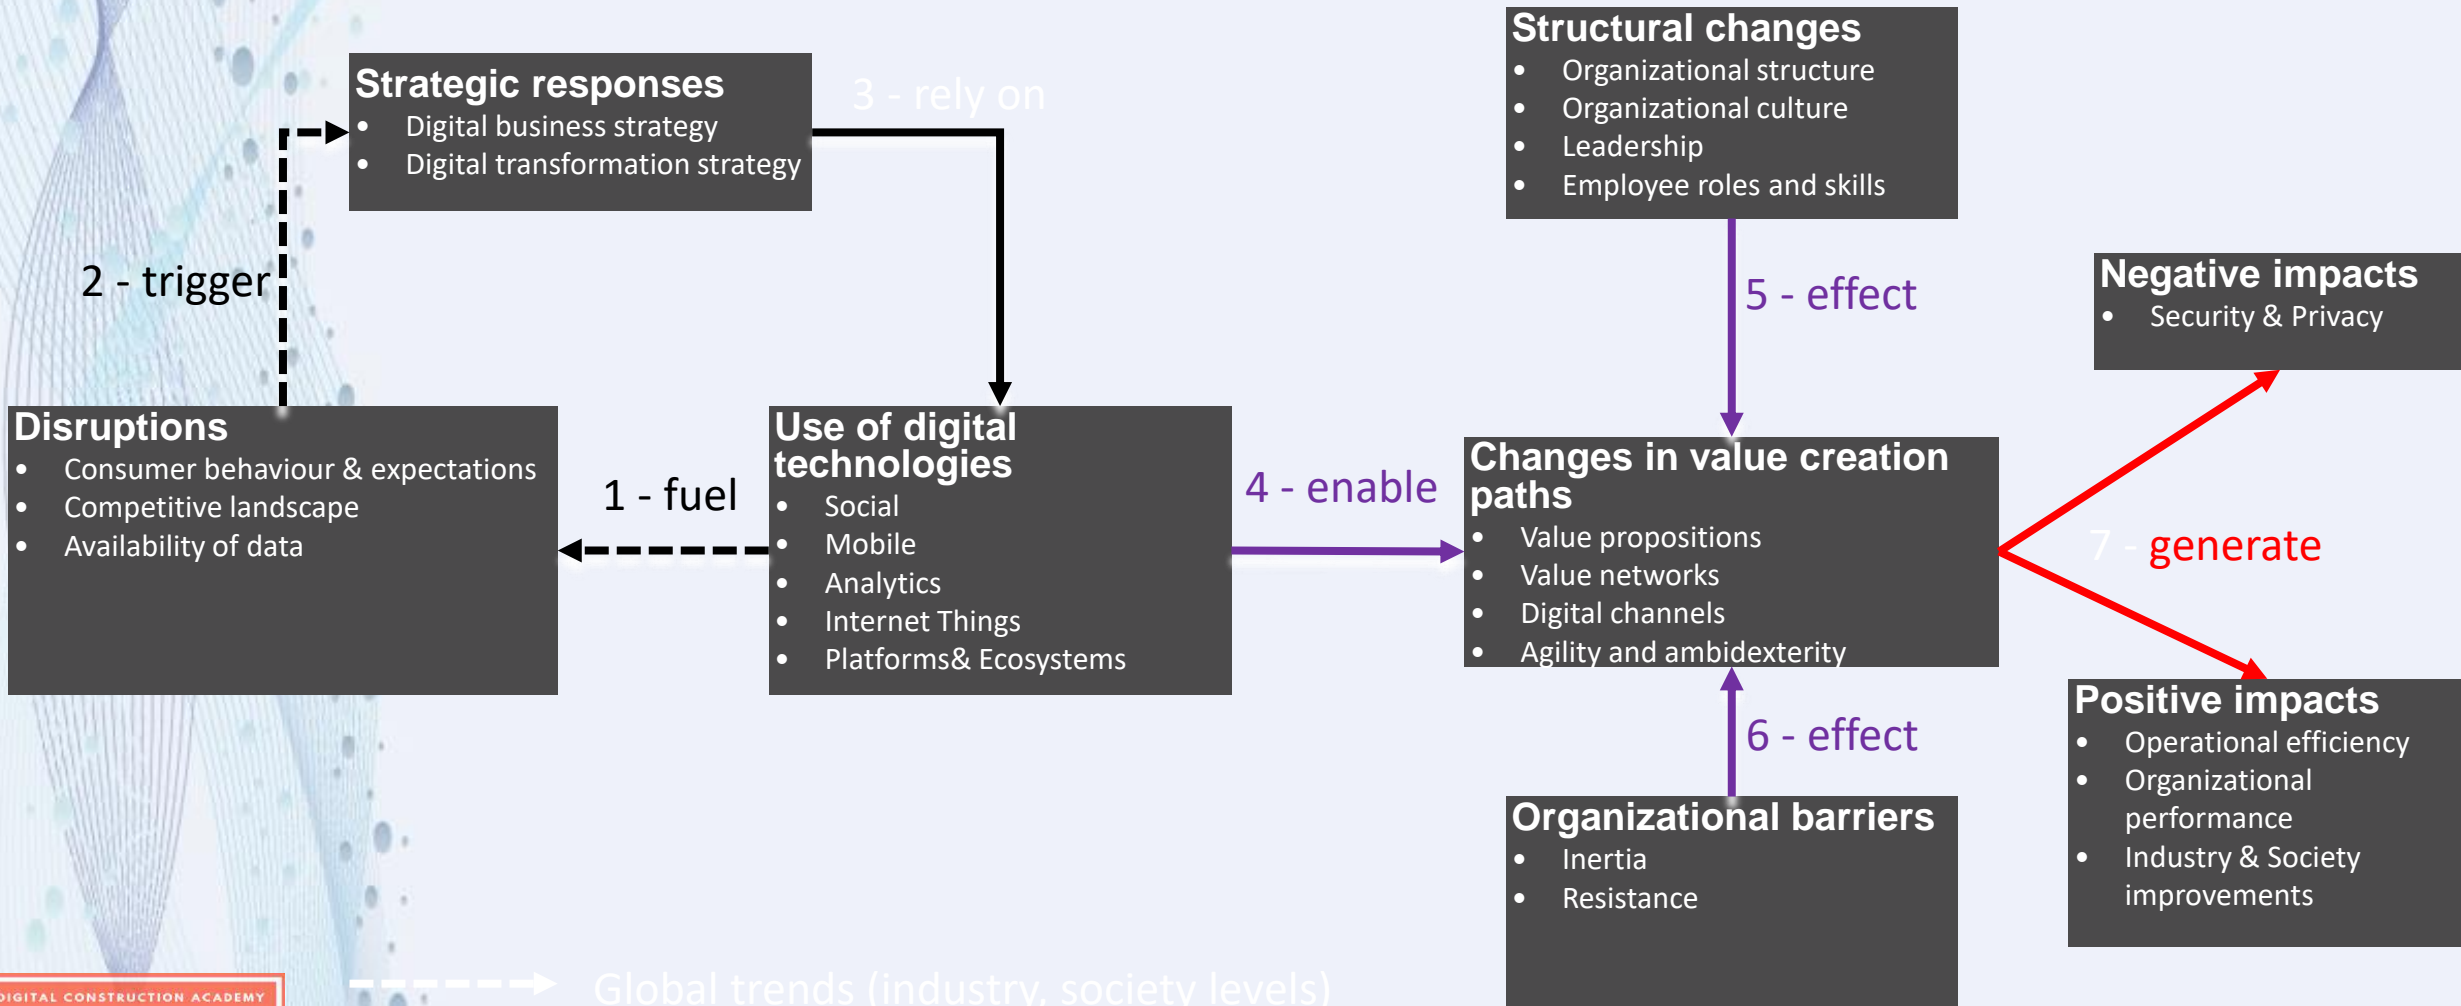 Structural changes
• Organizational structure
• Organizational culture
• Leadership
• Employee roles and skills
Strategic responses
• Digital business strategy
• Digital transformation strategy
3 - rely on
2 - trigger
5 - effect
Negative impacts
• Security & Privacy
Disruptions
• Consumer behaviour & expectations
• Competitive landscape
• Availability of data
1 - fuel
Use of digital
technologies
• Social
• Mobile
• Analytics
• Internet Things
• Platforms& Ecosystems
4 - enable
Changes in value creation
paths
• Value propositions
• Value networks
• Digital channels
• Agility and ambidexterity
7 - generate
6 - effect
Positive impacts
• Operational efficiency
• Organizational
performance
• Industry & Society
improvements
Organizational barriers
• Inertia
• Resistance
DIGITAL CONSTRUCTION ACADEMY
Global trends (industry, society levels)